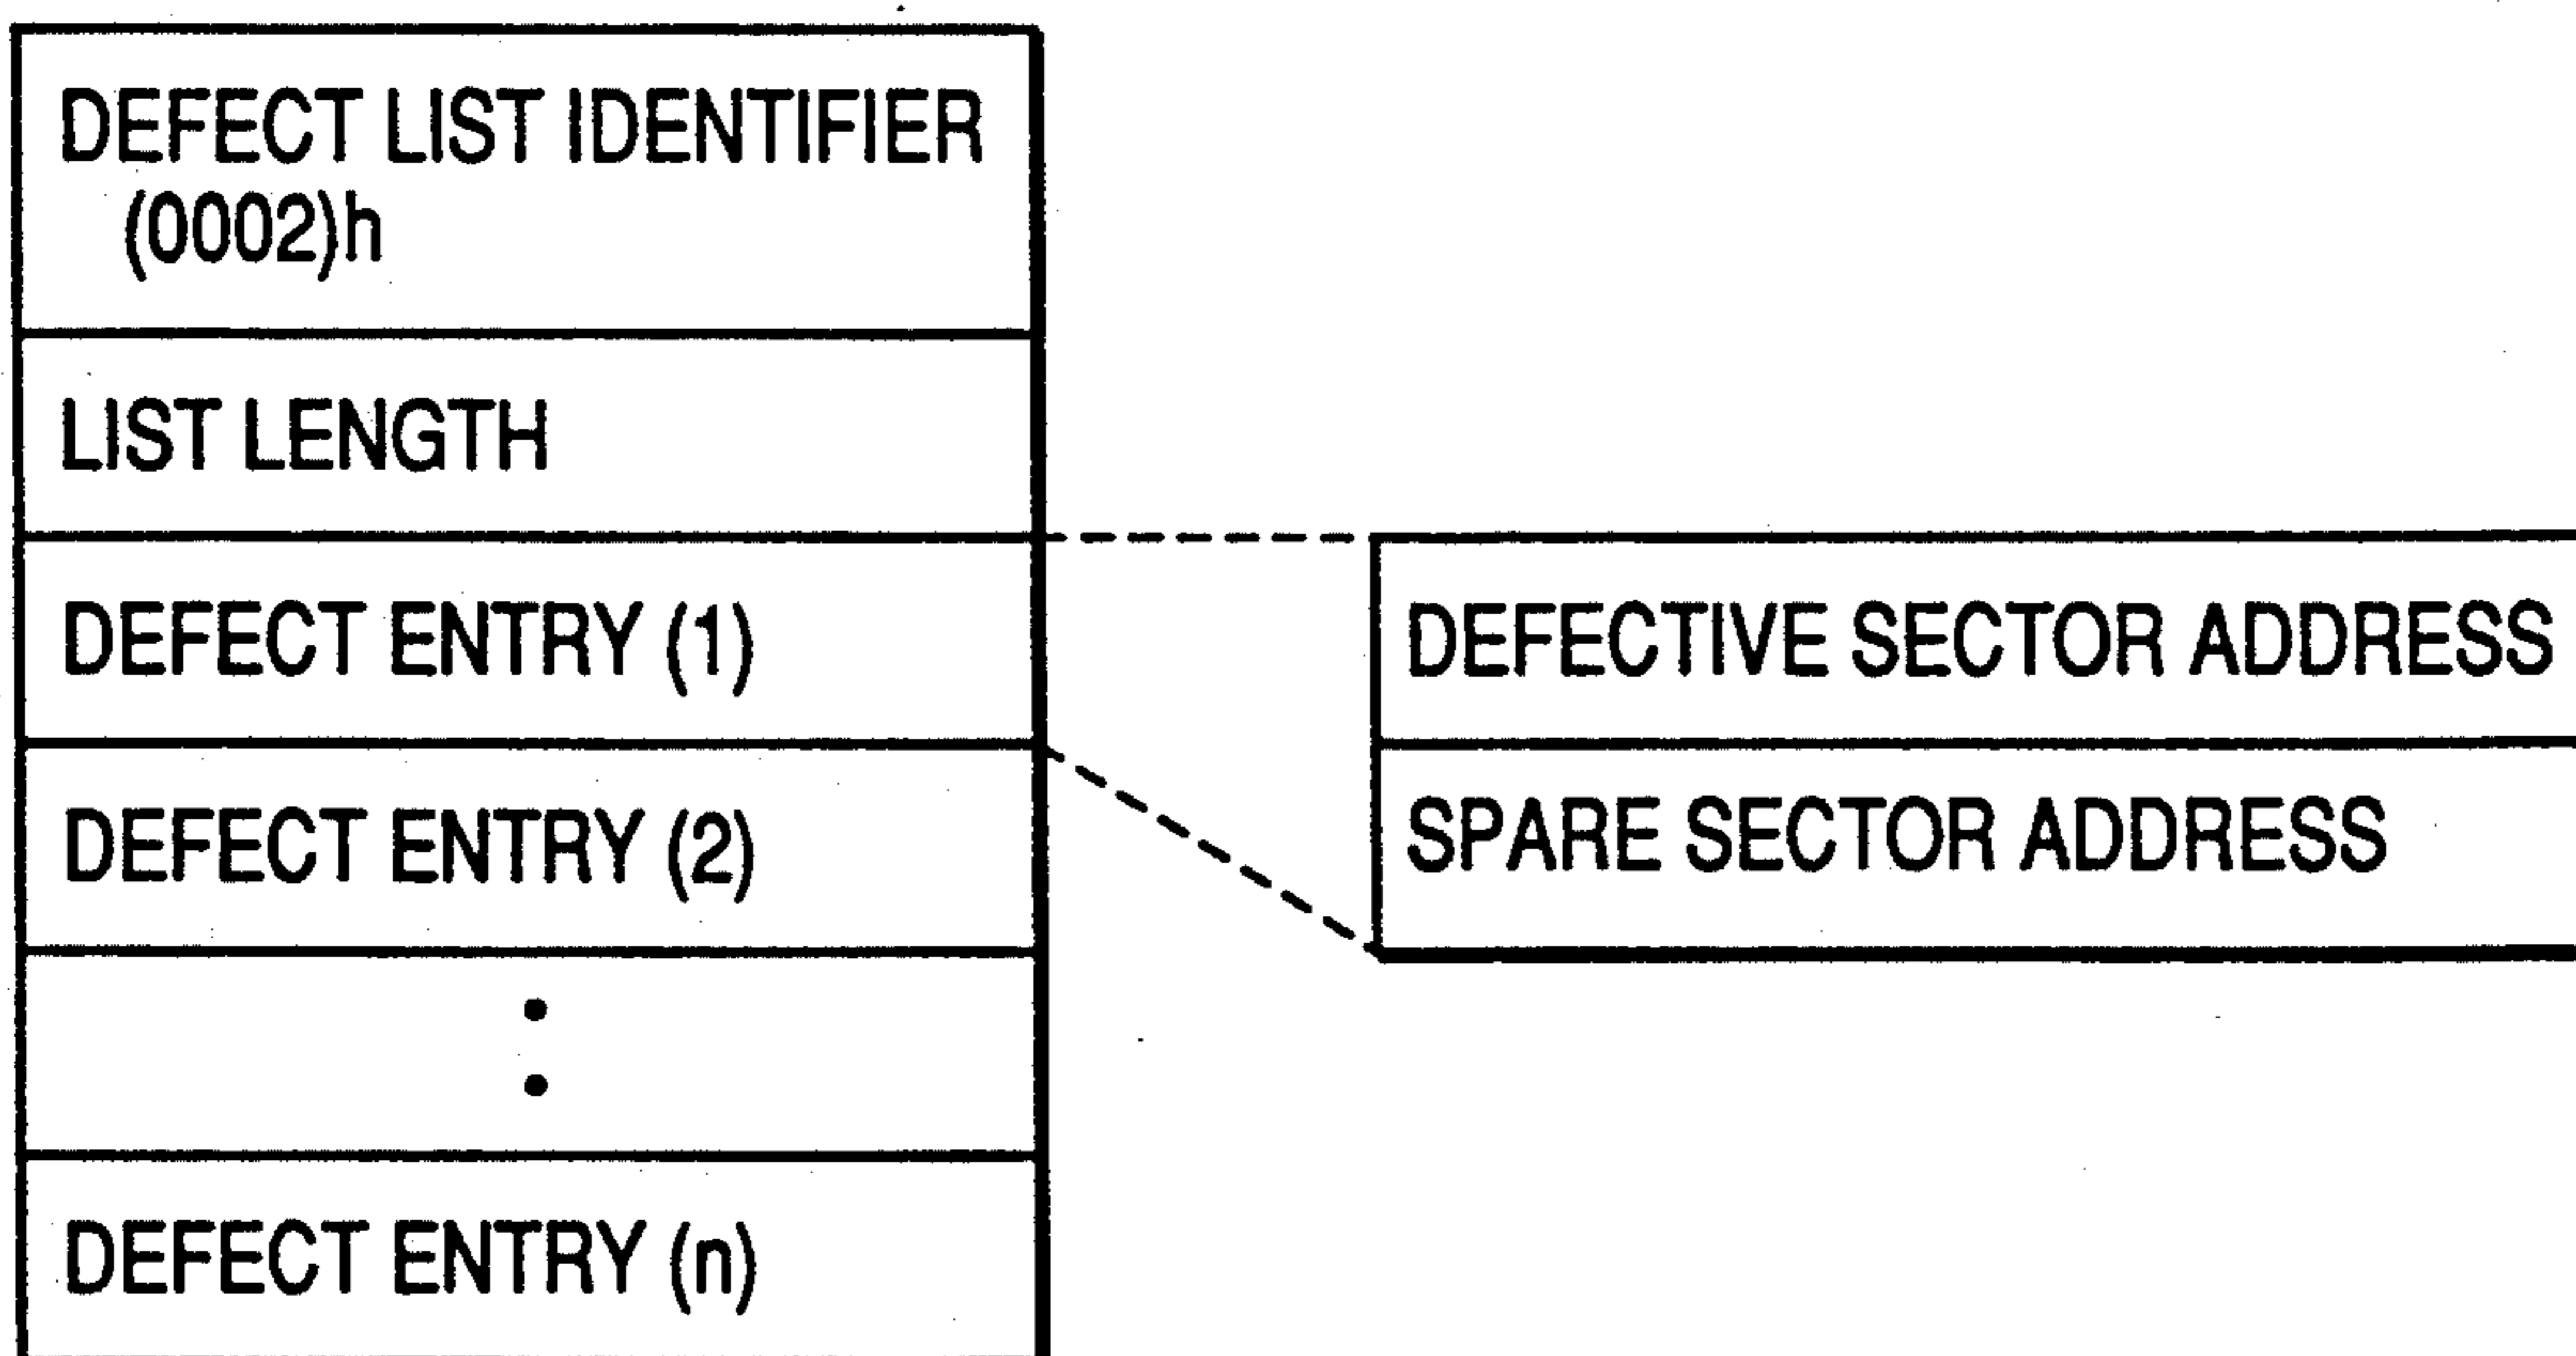 DEFECT LIST IDENTIFIER
(0002)h
LIST LENGTH
DEFECT ENTRY (1)
DEFECT ENTRY (2)
DEFECT ENTRY (n)
DEFECTIVE SECTOR ADDRESS
SPARE SECTOR ADDRESS